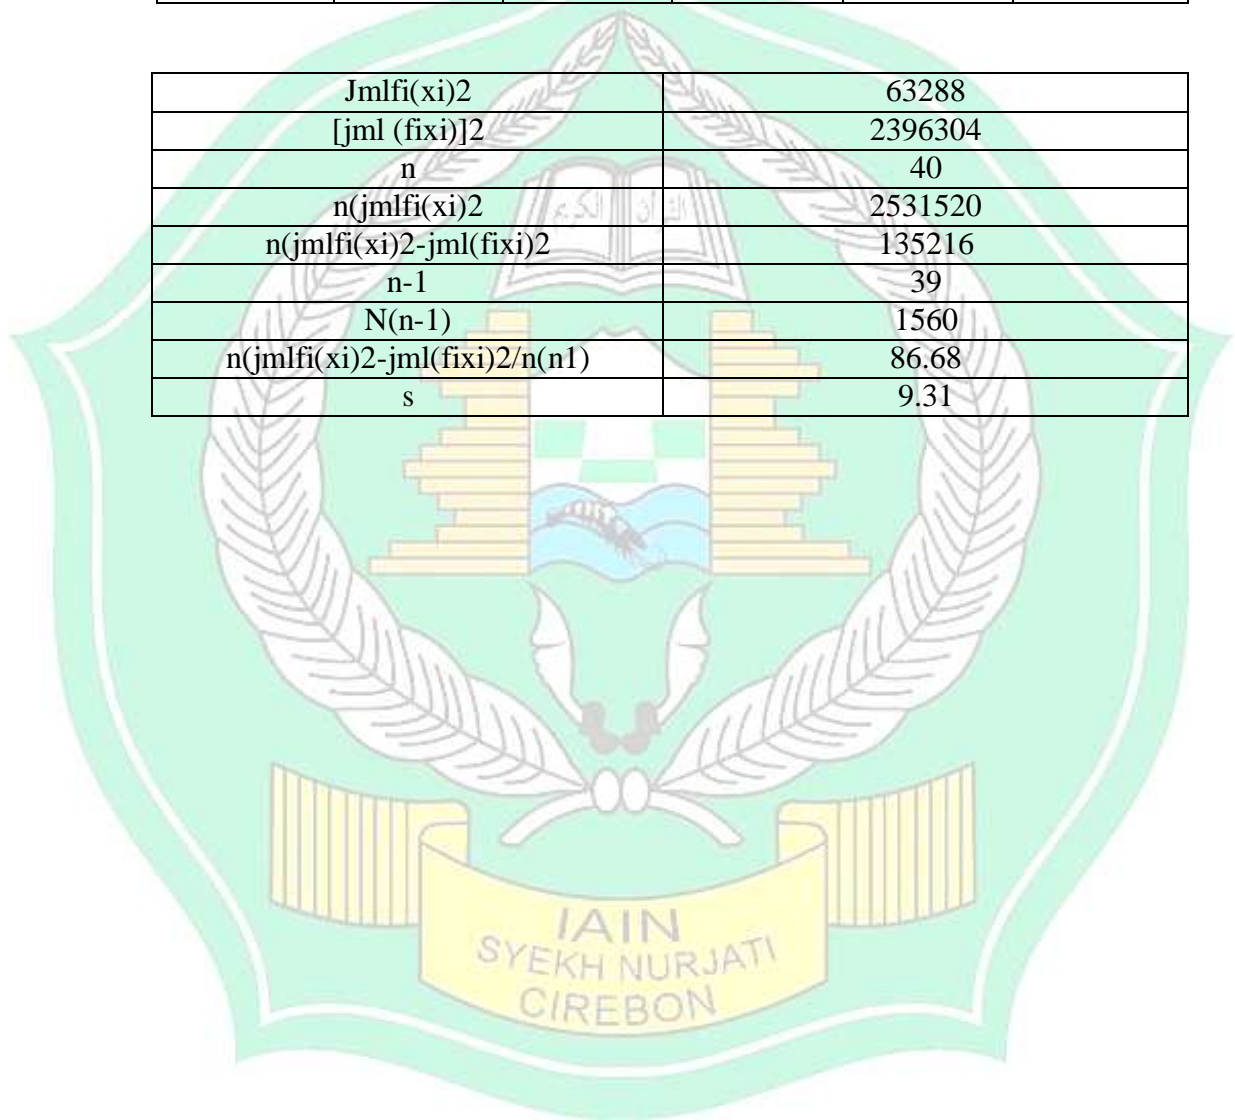 Jmlfi(xi)2 63288
[jml (fixi)]2 2396304
n 40
n(jmlfi(xi)2 2531520
n(jmlfi(xi)2-jml(fixi)2 135216
n-1 39
N(n-1) 1560
n(jmlfi(xi)2-jml(fixi)2/n(n1) 86.68
s 9.31
القرآن الكريم
IAIN
SYEKH NURJATI
CIREBON